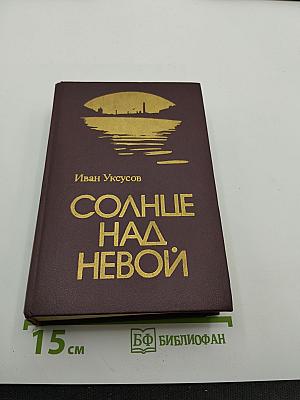 Иван Уксусов
СОЛНЦЕ
НАД
НЕВОЙ
15 см
БФ БИБЛИОФАН